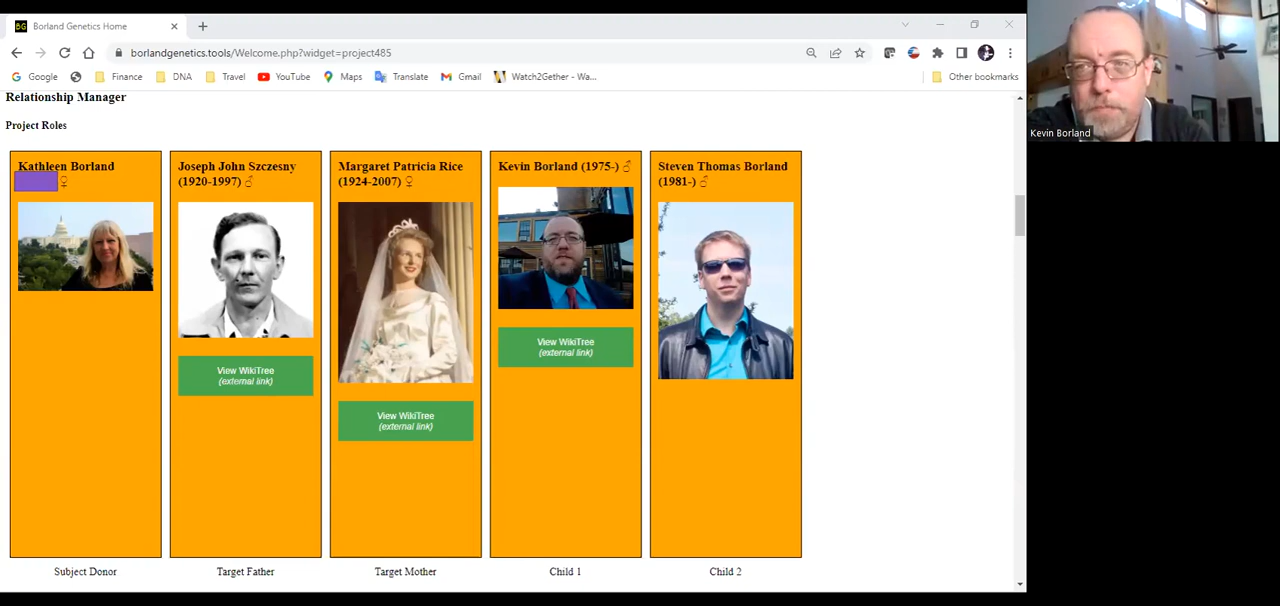 Borland Genetics Home
borlandgenetics.tools/Welcome.php?widget=project485
Google Finance DNA Travel YouTube Maps Translate Gmail Watch2Gether - Wa... Other bookmarks
Relationship Manager
Project Roles
Kathleen Borland
♀
Joseph John Szczesny
(1920-1997) ♂
View WikiTree
(external link)
Margaret Patricia Rice
(1924-2007) ♀
View WikiTree
(external link)
Kevin Borland (1975-) ♂
View WikiTree
(external link)
Steven Thomas Borland
(1981-) ♂
Subject Donor Target Father Target Mother Child 1 Child 2
Kevin Borland